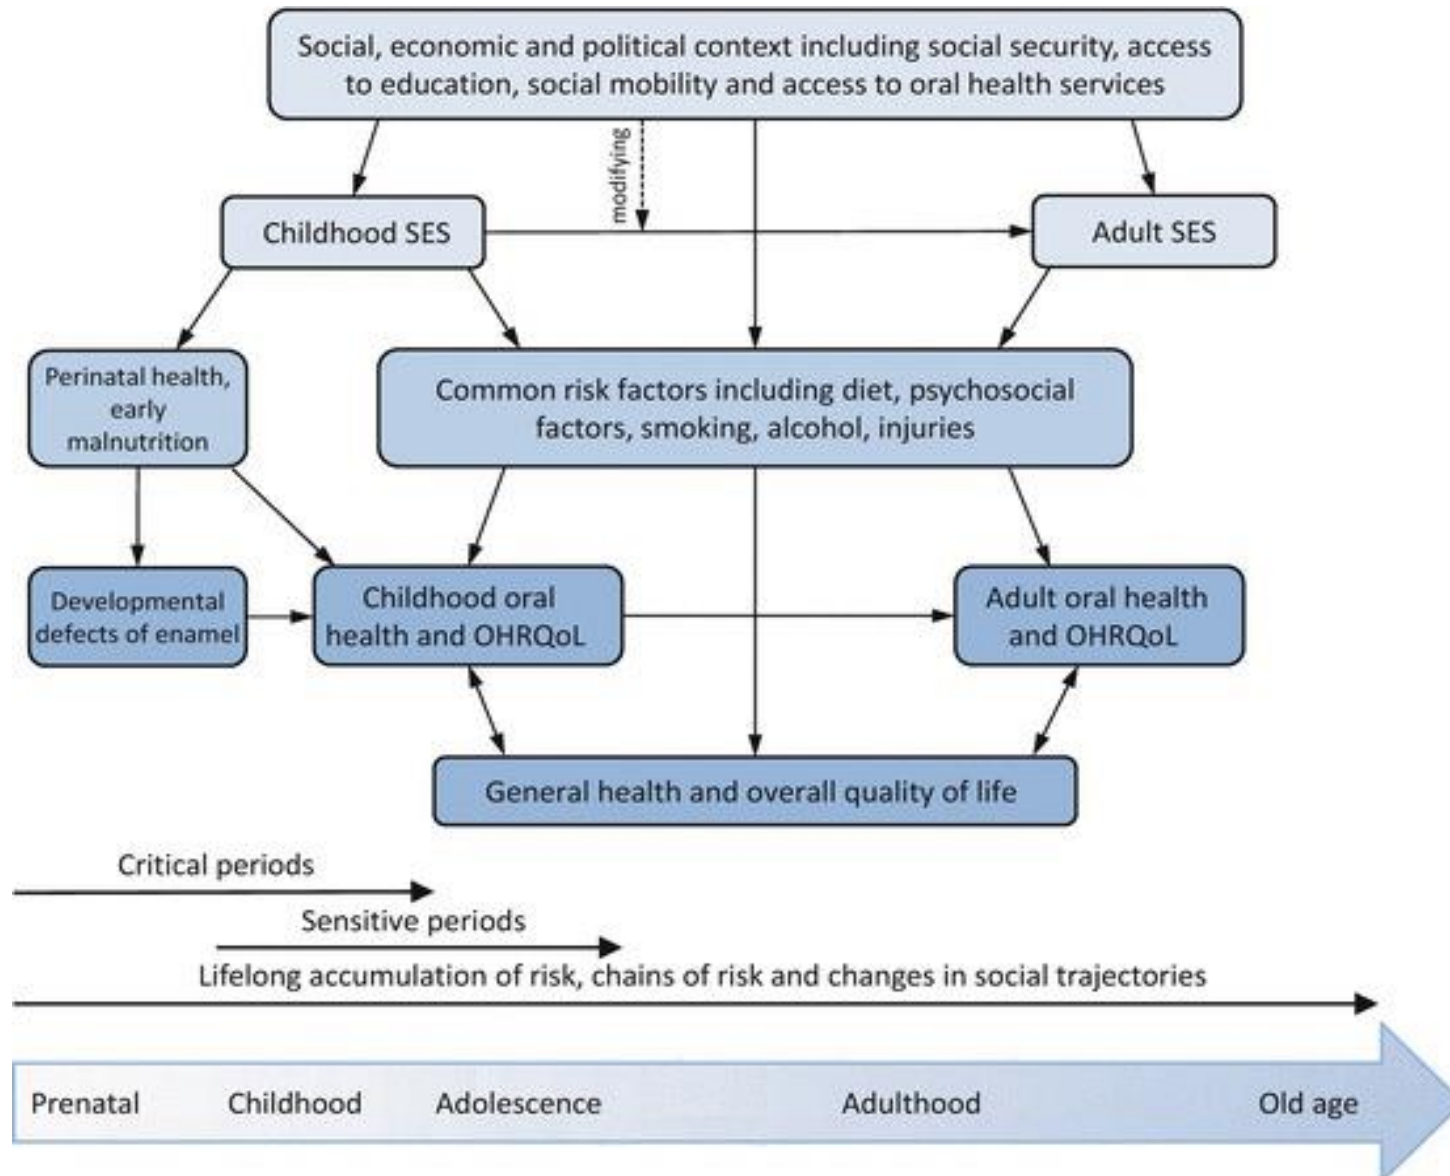 Social, economic and political context including social security, access
to education, social mobility and access to oral health services
modifying
Childhood SES
Adult SES
Perinatal health,
early
malnutrition
Common risk factors including diet, psychosocial
factors, smoking, alcohol, injuries
Developmental
defects of enamel
Childhood oral
health and OHRQoL
Adult oral health
and OHRQoL
General health and overall quality of life
Critical periods
Sensitive periods
Lifelong accumulation of risk, chains of risk and changes in social trajectories
Prenatal
Childhood
Adolescence
Adulthood
Old age